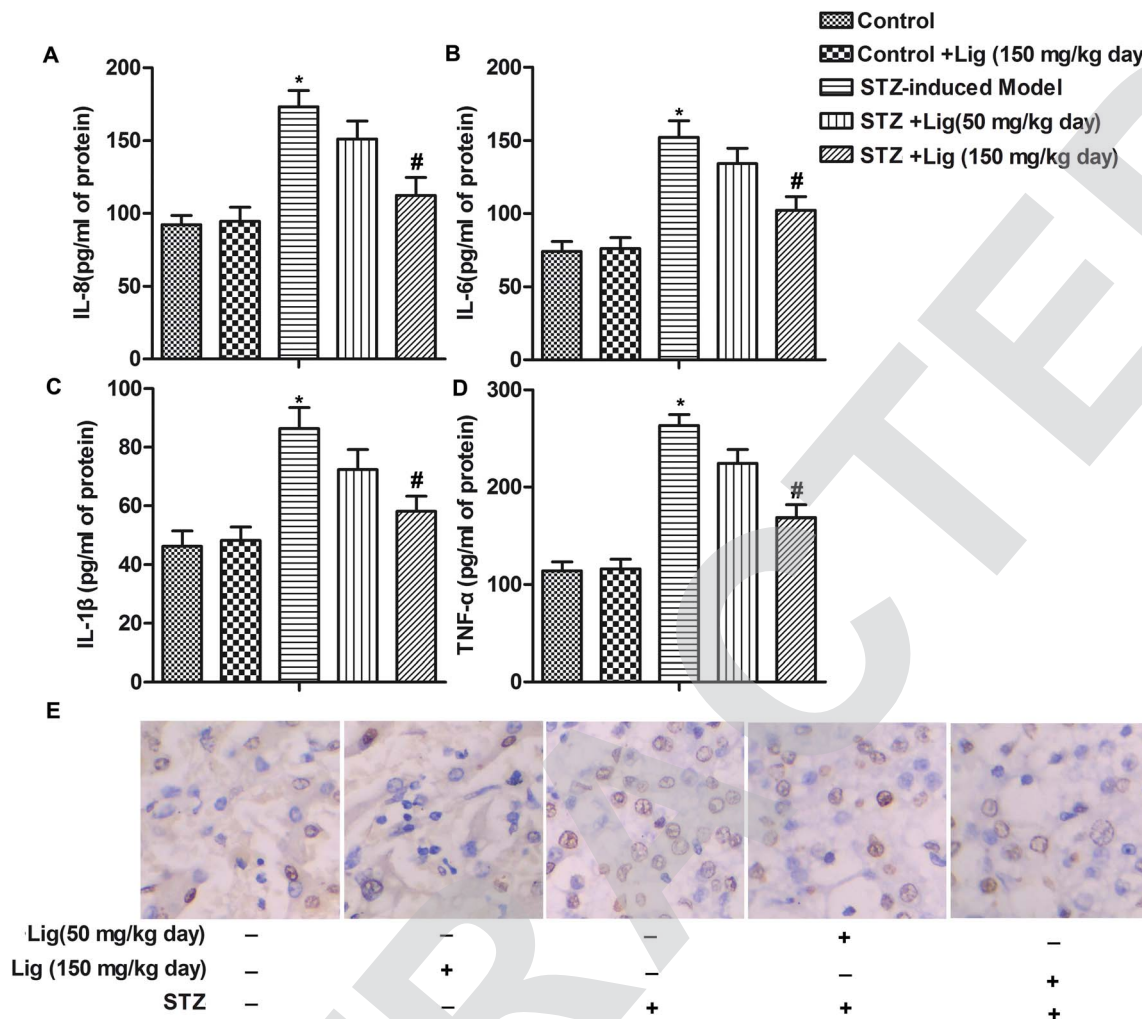 Control
Control +Lig (150 mg/kg day
STZ-induced Model
STZ +Lig(50 mg/kg day)
STZ +Lig (150 mg/kg day)
A
IL-8(pg/ml of protein)
200
150
100
50
0
*
#
B
IL-6(pg/ml of protein)
200
150
100
50
0
*
#
C
IL-1β (pg/ml of protein)
100
80
60
40
20
0
*
#
D
TNF-α (pg/ml of protein)
300
200
100
0
*
#
E
Lig(50 mg/kg day) – – – + –
Lig (150 mg/kg day) – + – – +
STZ – – + + +